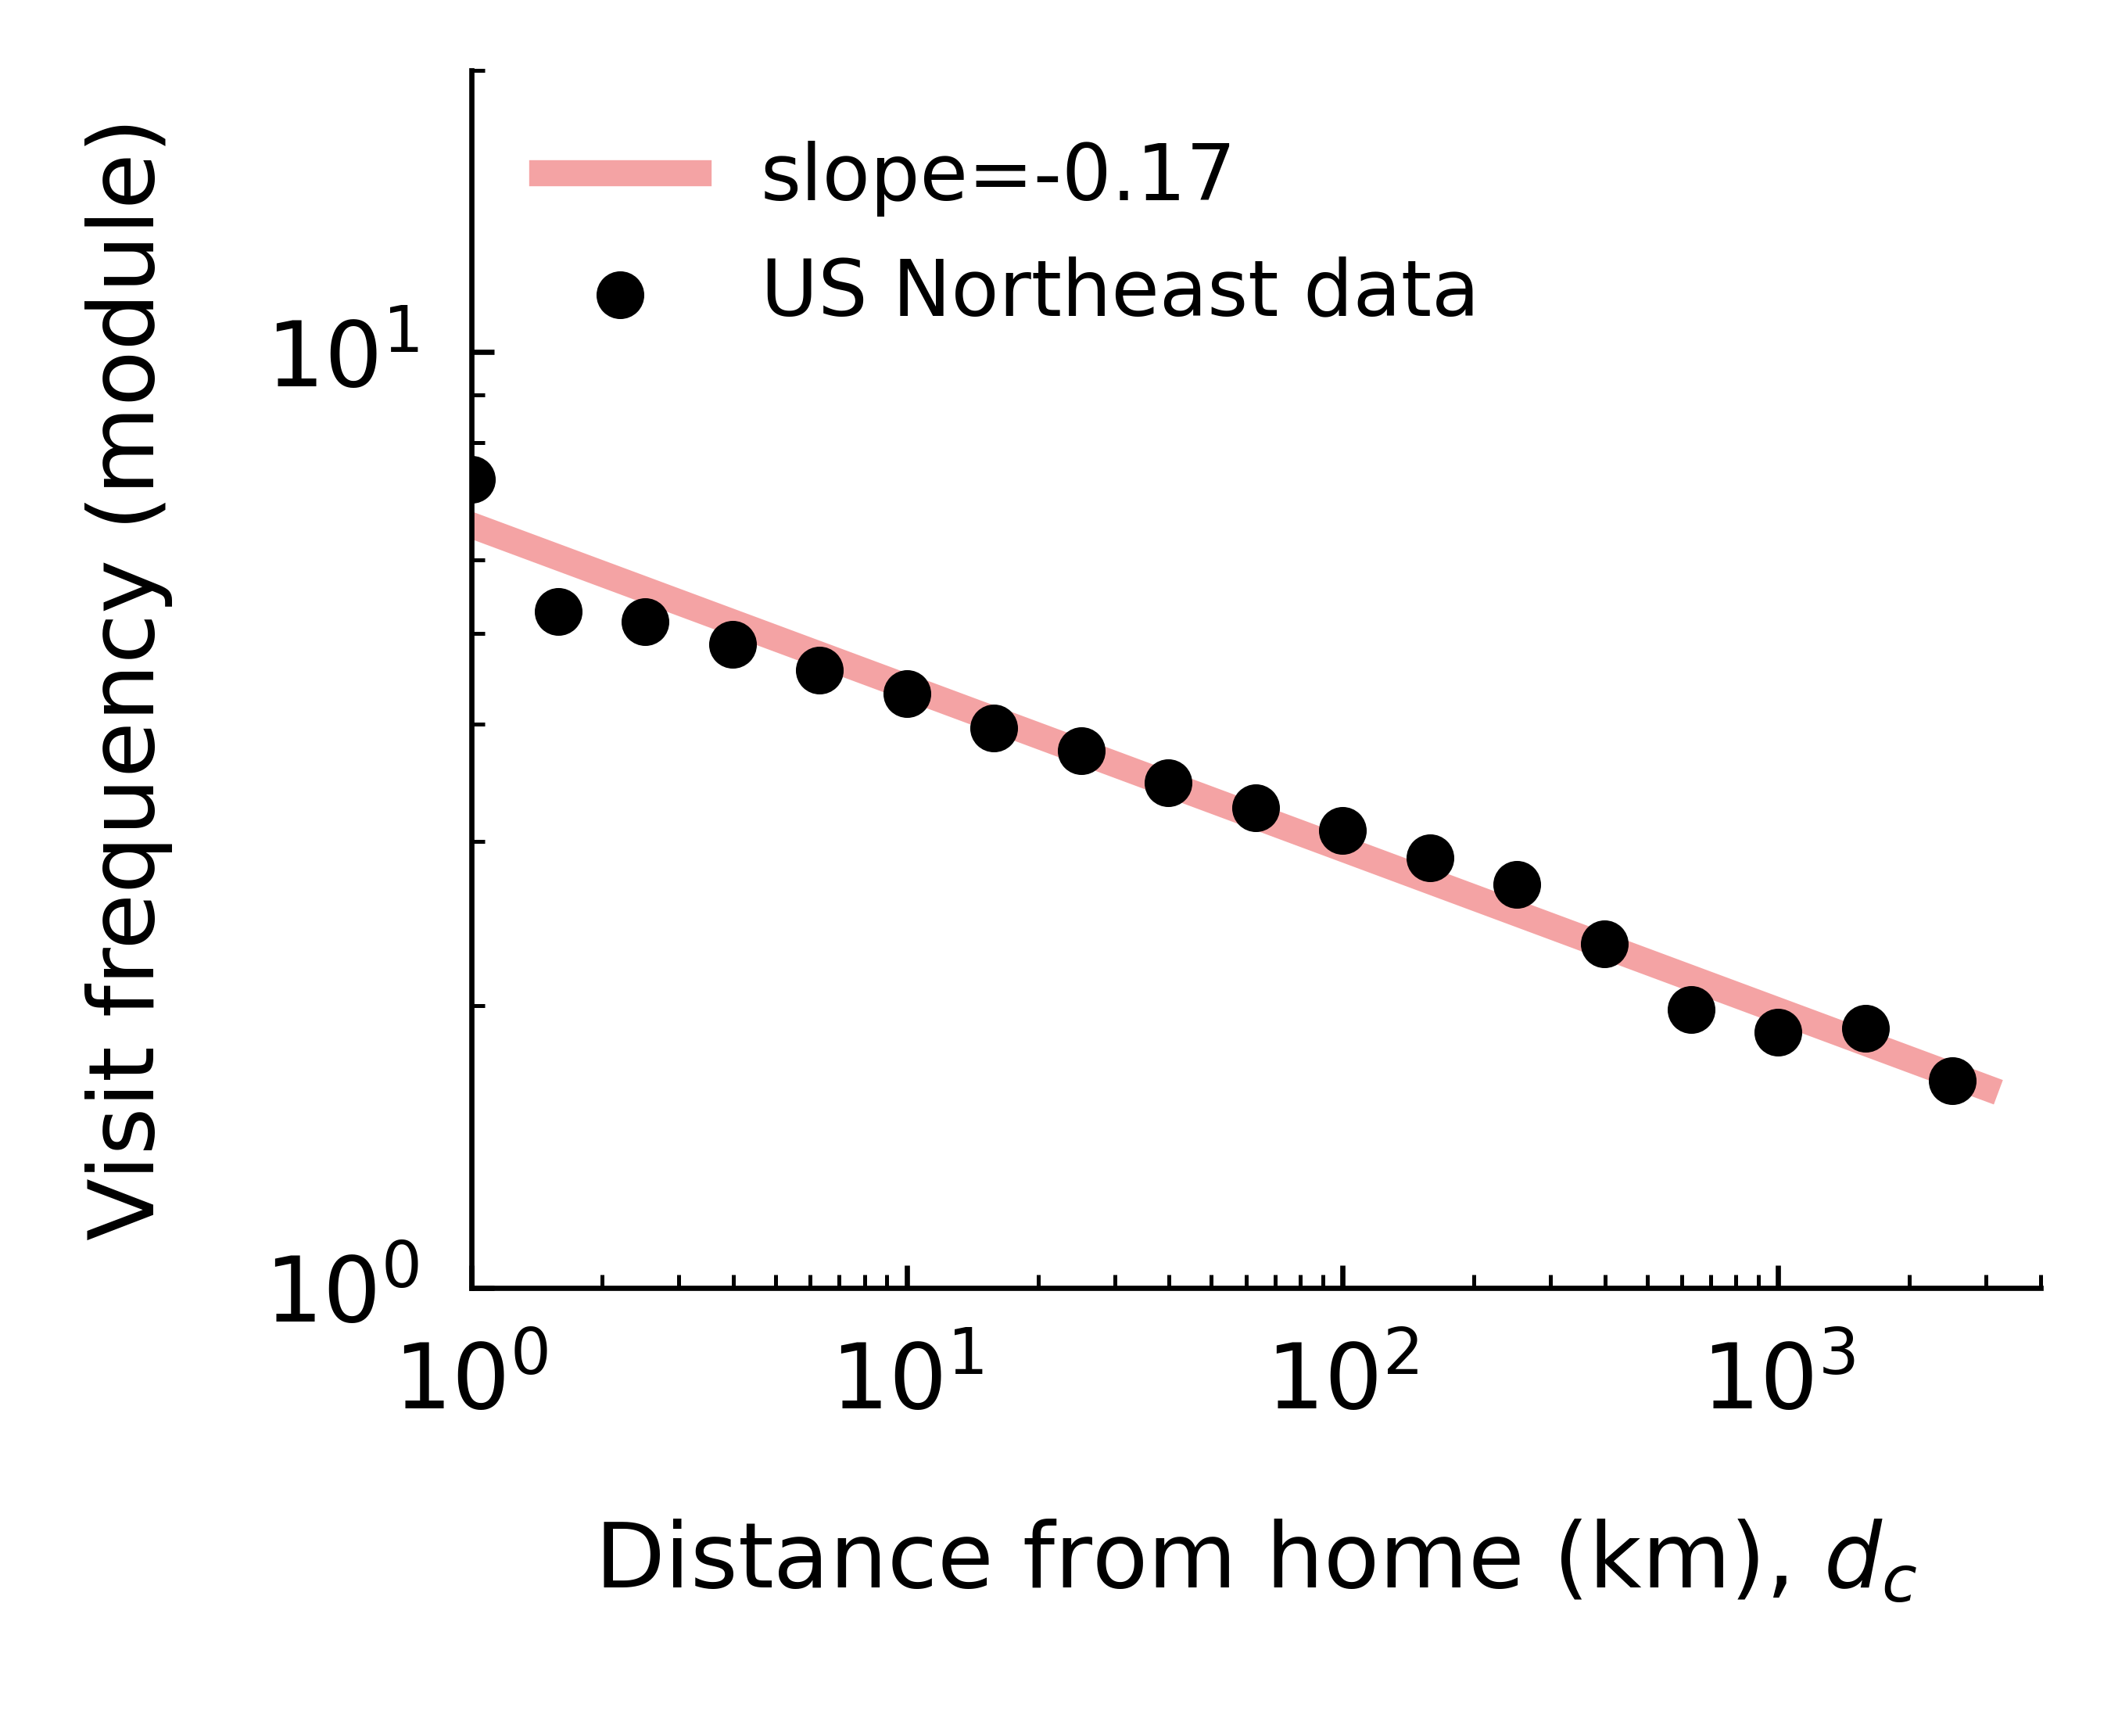 slope=-0.17
US Northeast data
Visit frequency (module)
10¹
10⁰
10⁰ 10¹ 10² 10³
Distance from home (km), d_c